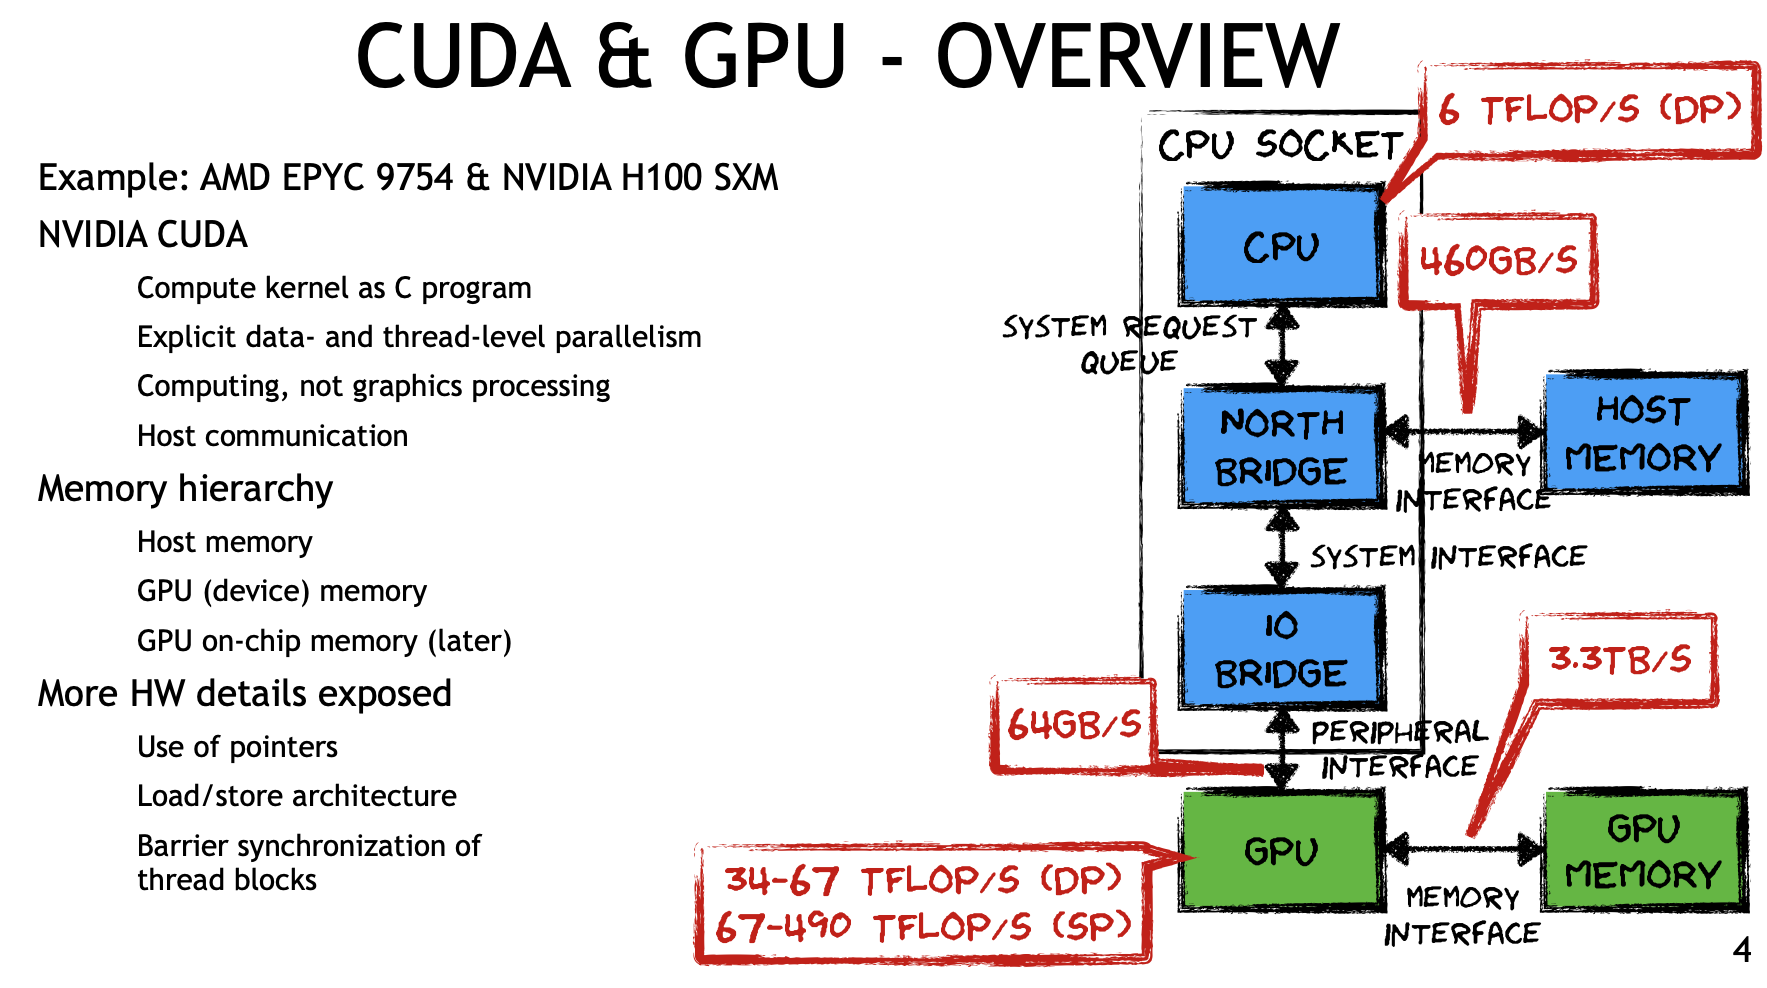 CUDA & GPU - OVERVIEW
Example: AMD EPYC 9754 & NVIDIA H100 SXM
NVIDIA CUDA
Compute kernel as C program
Explicit data- and thread-level parallelism
Computing, not graphics processing
Host communication
Memory hierarchy
Host memory
GPU (device) memory
GPU on-chip memory (later)
More HW details exposed
Use of pointers
Load/store architecture
Barrier synchronization of
thread blocks
6 TFLOP/S (DP)
CPU SOCKET
CPU
460GB/S
SYSTEM REQUEST
QUEUE
NORTH
BRIDGE
HOST
MEMORY
MEMORY
INTERFACE
SYSTEM INTERFACE
IO
BRIDGE
3.3TB/S
64GB/S
PERIPHERAL
INTERFACE
GPU
GPU
MEMORY
34-67 TFLOP/S (DP)
67-490 TFLOP/S (SP)
MEMORY
INTERFACE
4